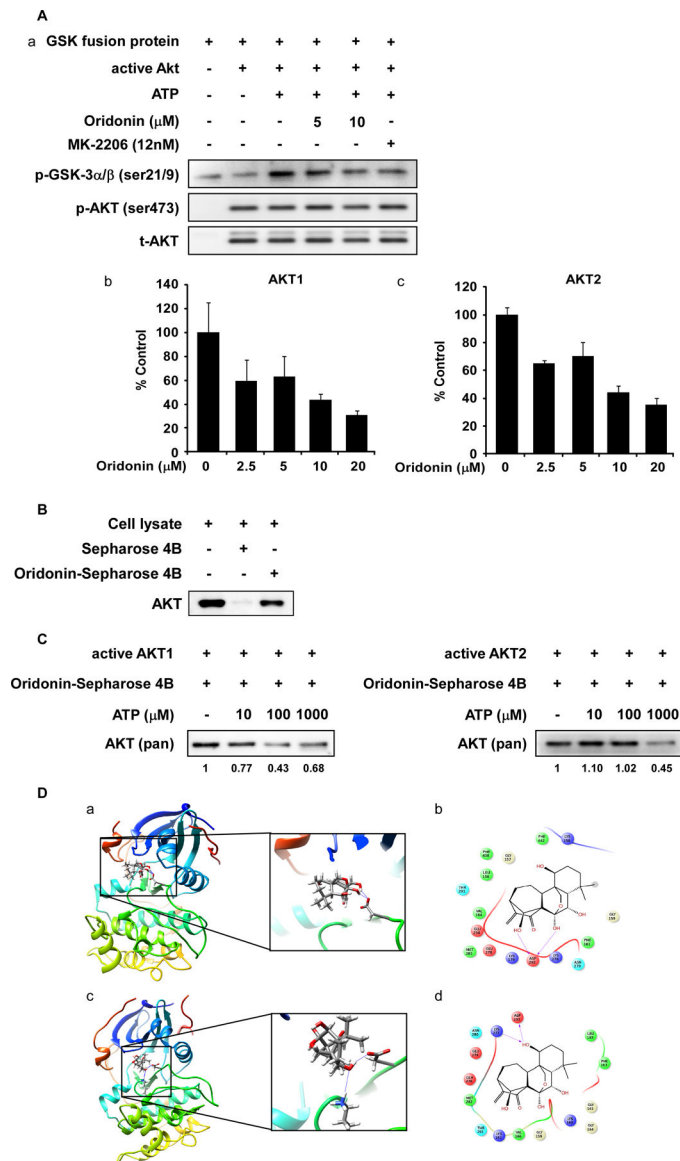 A
a GSK fusion protein + + + + + +
active Akt - + + + + +
ATP - - + + + +
Oridonin (μM) - - - 5 10 -
MK-2206 (12nM) - - - - - +
p-GSK-3α/β (ser21/9)
p-AKT (ser473)
t-AKT
b AKT1
% Control
140
120
100
80
60
40
20
0
Oridonin (μM) 0 2.5 5 10 20
c AKT2
% Control
120
100
80
60
40
20
0
Oridonin (μM) 0 2.5 5 10 20
B
Cell lysate + + +
Sepharose 4B - + -
Oridonin-Sepharose 4B - - +
AKT
C
active AKT1 + + + +
Oridonin-Sepharose 4B + + + +
ATP (μM) - 10 100 1000
AKT (pan)
1 0.77 0.43 0.68
active AKT2 + + + +
Oridonin-Sepharose 4B + + + +
ATP (μM) - 10 100 1000
AKT (pan)
1 1.10 1.02 0.45
D
a
b
c
d